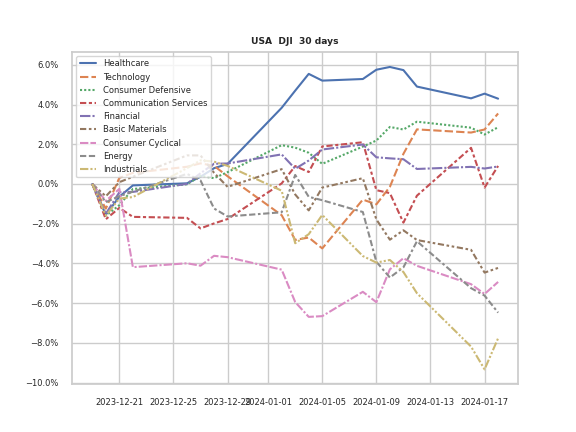 USA DJI 30 days
6.0%
4.0%
2.0%
0.0%
−2.0%
−4.0%
−6.0%
−8.0%
−10.0%
Healthcare
Technology
Consumer Defensive
Communication Services
Financial
Basic Materials
Consumer Cyclical
Energy
Industrials
2023-12-21
2023-12-25
2023-12-29
2024-01-01
2024-01-05
2024-01-09
2024-01-13
2024-01-17